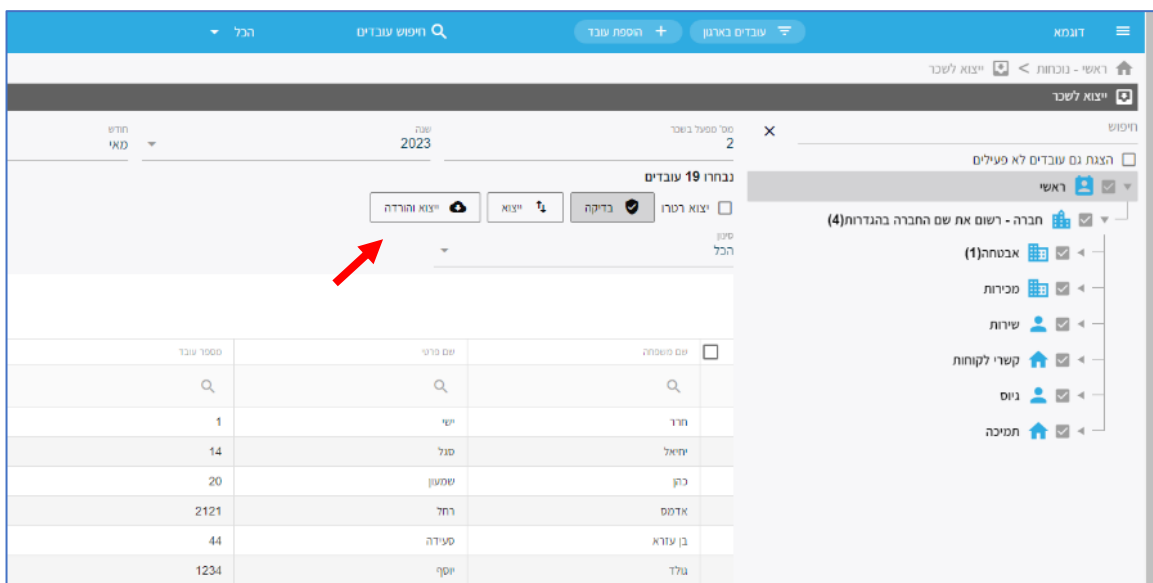 דוגמא
עובדים בארגון
הוספת עובד
חיפוש עובדים
הכל
ראשי - נוכחות > ייצוא לשכר
ייצוא לשכר
חיפוש
הצגת גם עובדים לא פעילים
ראשי
חברה - רשום את שם החברה בהגדרות(4)
אבטחה(1)
מכירות
שירות
קשרי לקוחות
גיוס
תמיכה
מס' מפעל בשכר
2
שנה
2023
חודש
מאי
נבחרו 19 עובדים
יצוא רטרו
בדיקה
ייצוא
ייצוא והורדה
סינון
הכל
שם משפחה שם פרטי מספר עובד
חרר ישי 1
יחיאל סגל 14
כהן שמעון 20
אדמס רחל 2121
בן עזרא סעידה 44
גולד יוסף 1234